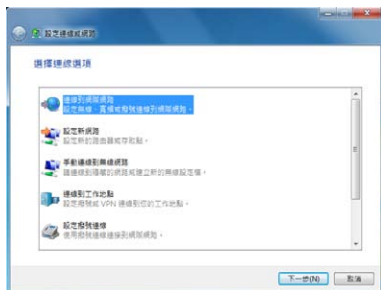 設定連線或網路
選擇連線選項
連線到網際網路
設定無線、寬頻或撥號連線到網際網路。
設定新網路
設定新的路由器或存取點。
手動連線到無線網路
連線到隱藏的網路或建立新的無線設定檔。
連線到工作地點
設定撥號或 VPN 連線到您的工作地點。
設定撥號連線
使用撥號連線連接到網際網路。
下一步(N)
取消